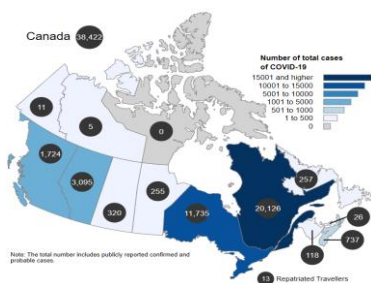 Canada
38,422
Number of total cases
of COVID-19
15001 and higher
10001 to 15000
5001 to 10000
1001 to 5000
501 to 1000
1 to 500
0
11
5
0
1,724
3,095
320
255
11,735
20,126
257
26
737
118
Note: The total number includes publicly reported confirmed and
probable cases.
13 Repatriated Travellers